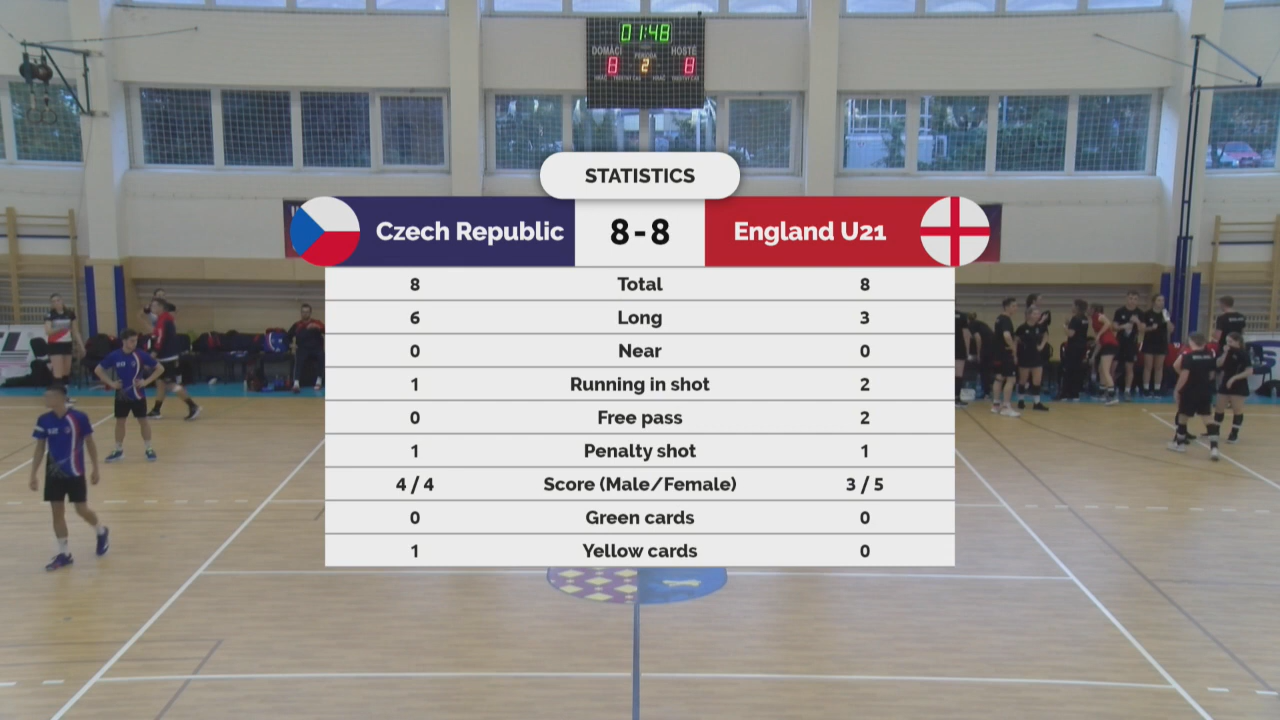 01:48
DOMÁCÍ HOSTÉ
PERIODA
8 2 8
STATISTICS
Czech Republic 8-8 England U21
8 Total 8
6 Long 3
0 Near 0
1 Running in shot 2
0 Free pass 2
1 Penalty shot 1
4 / 4 Score (Male/Female) 3 / 5
0 Green cards 0
1 Yellow cards 0